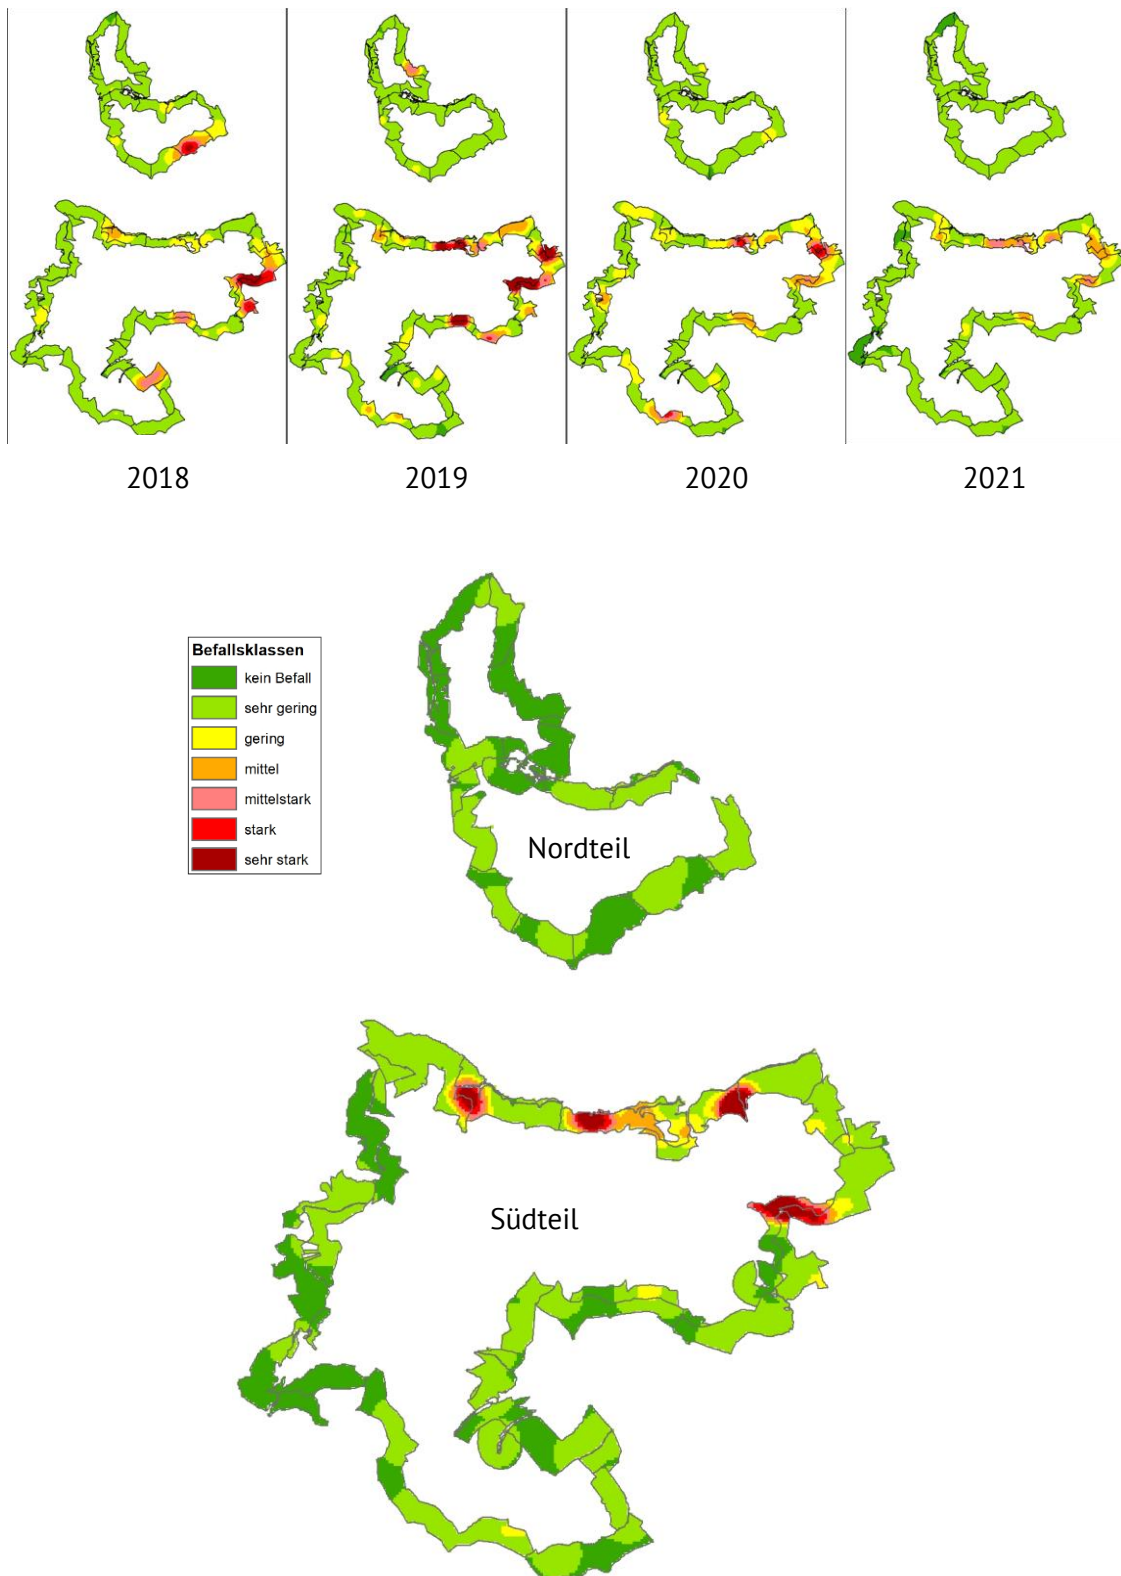 2018
2019
2020
2021
Befallsklassen
kein Befall
sehr gering
gering
mittel
mittelstark
stark
sehr stark
Nordteil
Südteil